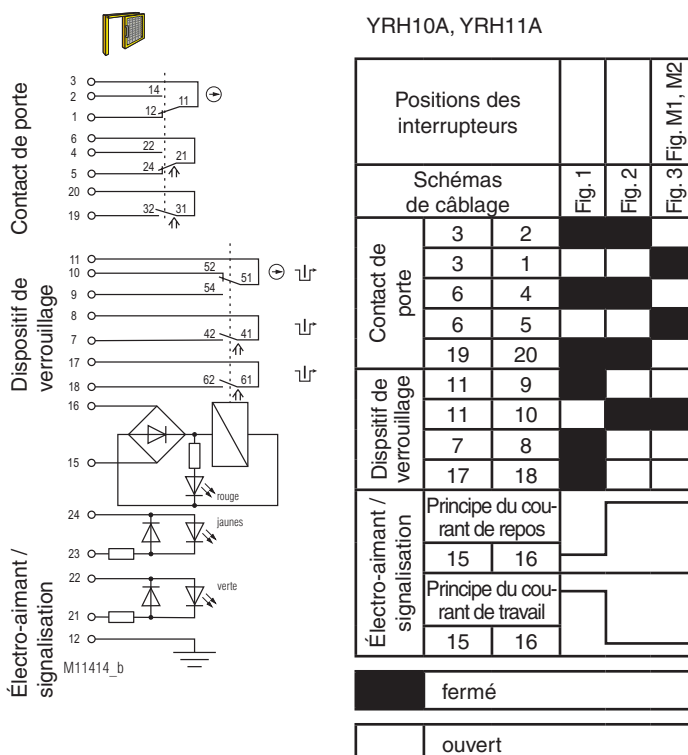 YRH10A, YRH11A
Contact de porte
3
2
1
14
12
11
6
4
5
22
24
21
20
19
32
31
Dispositif de
verrouillage
11
10
9
52
54
51
8
7
42
41
17
18
62
61
16
15
rouge
Électro-aimant /
signalisation
24
jaunes
23
22
verte
21
12
M11414_b
Positions des
interrupteurs
Fig. M1, M2
Schémas
de câblage
Fig. 1
Fig. 2
Fig. 3
Contact de
porte
3 2
3 1
6 4
6 5
19 20
Dispsitif de
verrouillage
11 9
11 10
7 8
17 18
Électro-aimant /
signalisation
Principe du cou-
rant de repos
15 16
Principe du cou-
rant de travail
15 16
fermé
ouvert